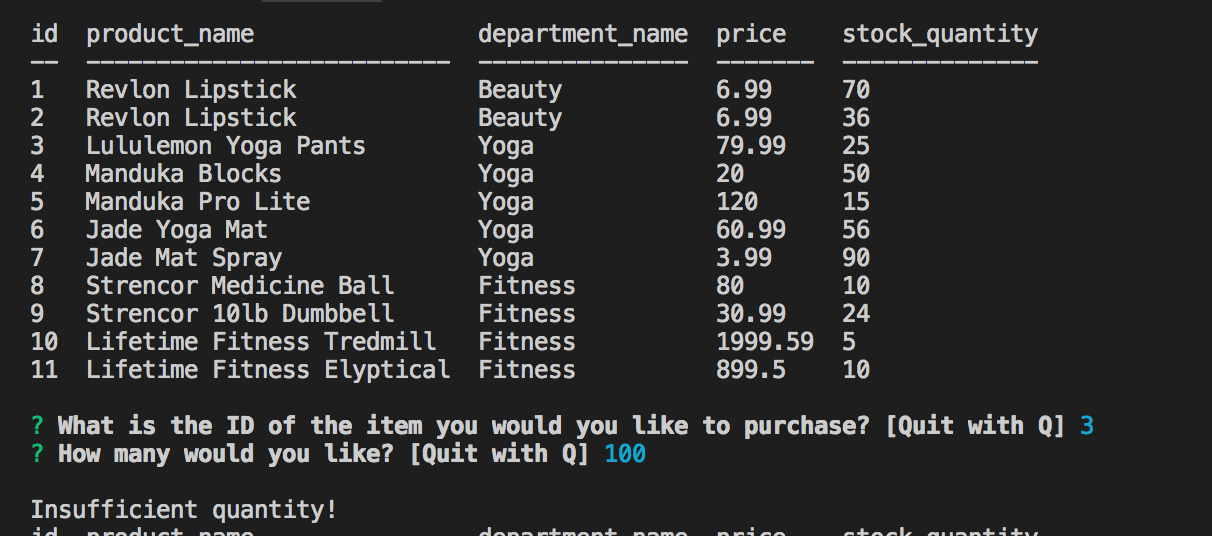 id  product_name                department_name  price    stock_quantity
--  --------------------------  ---------------  -------  --------------
1   Revlon Lipstick             Beauty           6.99     70
2   Revlon Lipstick             Beauty           6.99     36
3   Lululemon Yoga Pants        Yoga             79.99    25
4   Manduka Blocks              Yoga             20       50
5   Manduka Pro Lite            Yoga             120      15
6   Jade Yoga Mat               Yoga             60.99    56
7   Jade Mat Spray              Yoga             3.99     90
8   Strencor Medicine Ball      Fitness          80       10
9   Strencor 10lb Dumbbell      Fitness          30.99    24
10  Lifetime Fitness Tredmill   Fitness          1999.59  5
11  Lifetime Fitness Elyptical  Fitness          899.5    10
? What is the ID of the item you would you like to purchase? [Quit with Q] 3
? How many would you like? [Quit with Q] 100
Insufficient quantity!
id  product_name                department_name  price    stock_quantity